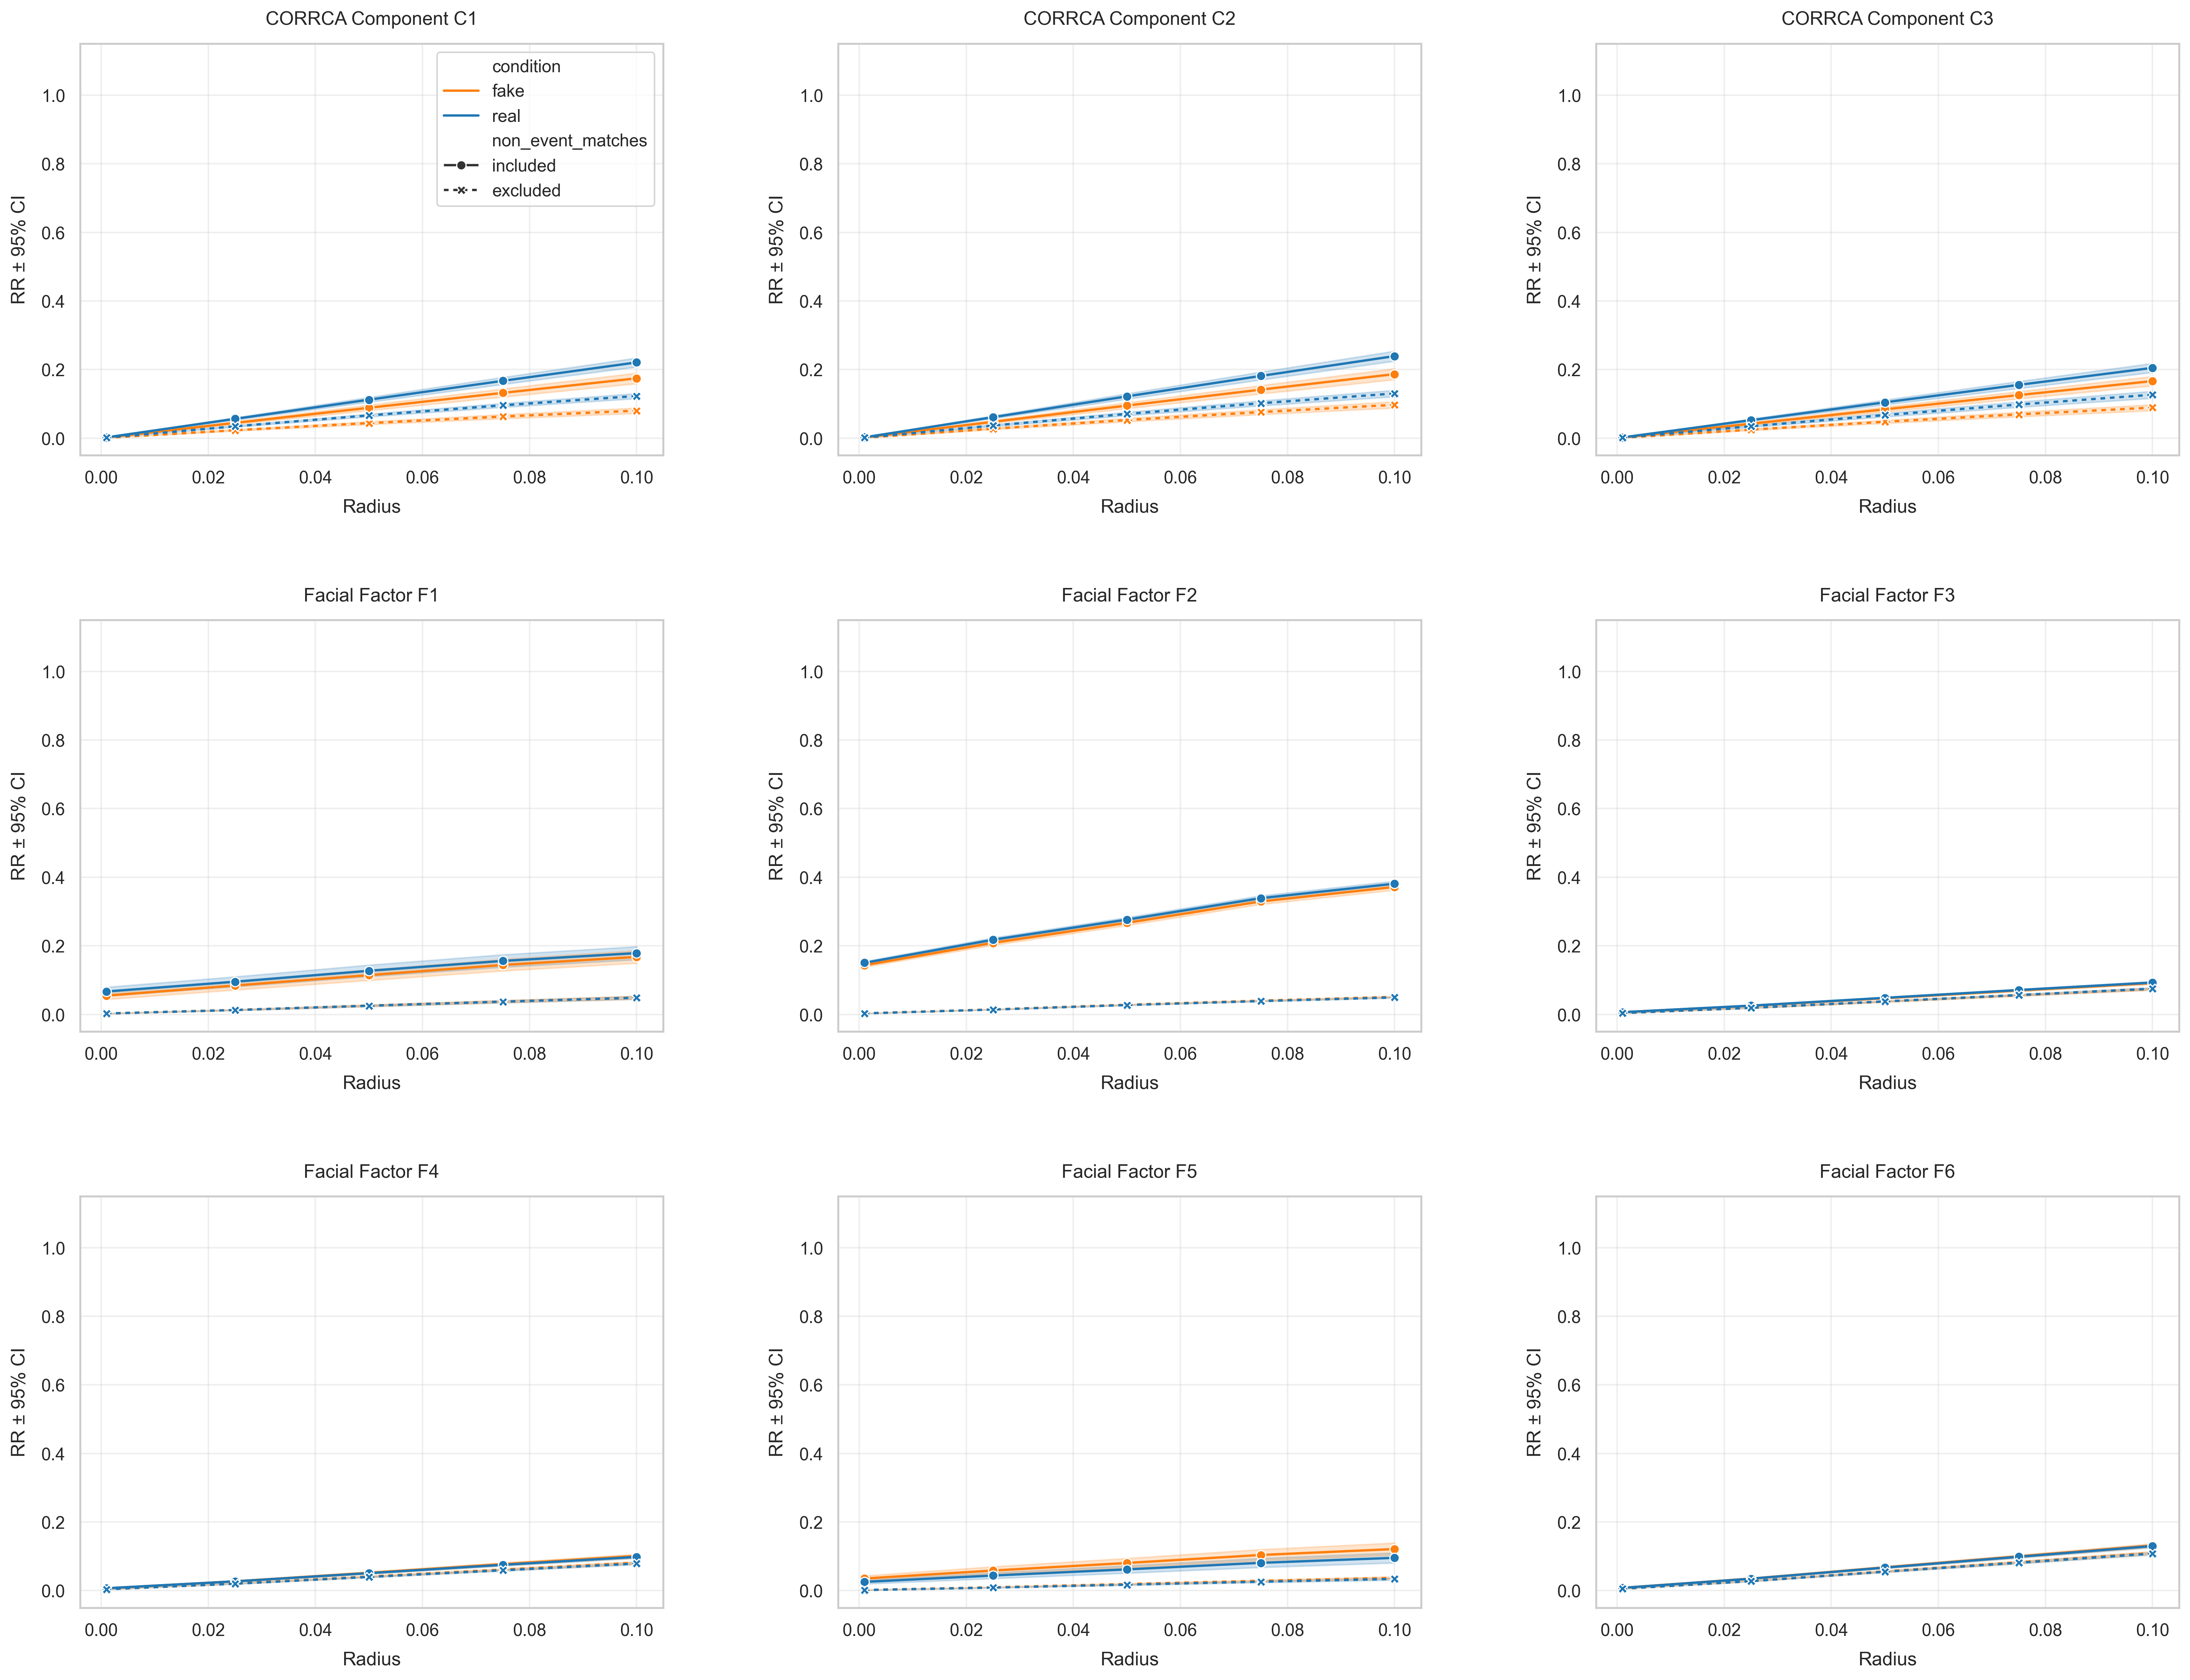 CORRCA Component C1
condition
fake
real
non_event_matches
included
excluded
1.0
0.8
0.6
0.4
0.2
0.0
RR ± 95% CI
0.00 0.02 0.04 0.06 0.08 0.10
Radius
CORRCA Component C2
1.0
0.8
0.6
0.4
0.2
0.0
RR ± 95% CI
0.00 0.02 0.04 0.06 0.08 0.10
Radius
CORRCA Component C3
1.0
0.8
0.6
0.4
0.2
0.0
RR ± 95% CI
0.00 0.02 0.04 0.06 0.08 0.10
Radius
Facial Factor F1
1.0
0.8
0.6
0.4
0.2
0.0
RR ± 95% CI
0.00 0.02 0.04 0.06 0.08 0.10
Radius
Facial Factor F2
1.0
0.8
0.6
0.4
0.2
0.0
RR ± 95% CI
0.00 0.02 0.04 0.06 0.08 0.10
Radius
Facial Factor F3
1.0
0.8
0.6
0.4
0.2
0.0
RR ± 95% CI
0.00 0.02 0.04 0.06 0.08 0.10
Radius
Facial Factor F4
1.0
0.8
0.6
0.4
0.2
0.0
RR ± 95% CI
0.00 0.02 0.04 0.06 0.08 0.10
Radius
Facial Factor F5
1.0
0.8
0.6
0.4
0.2
0.0
RR ± 95% CI
0.00 0.02 0.04 0.06 0.08 0.10
Radius
Facial Factor F6
1.0
0.8
0.6
0.4
0.2
0.0
RR ± 95% CI
0.00 0.02 0.04 0.06 0.08 0.10
Radius